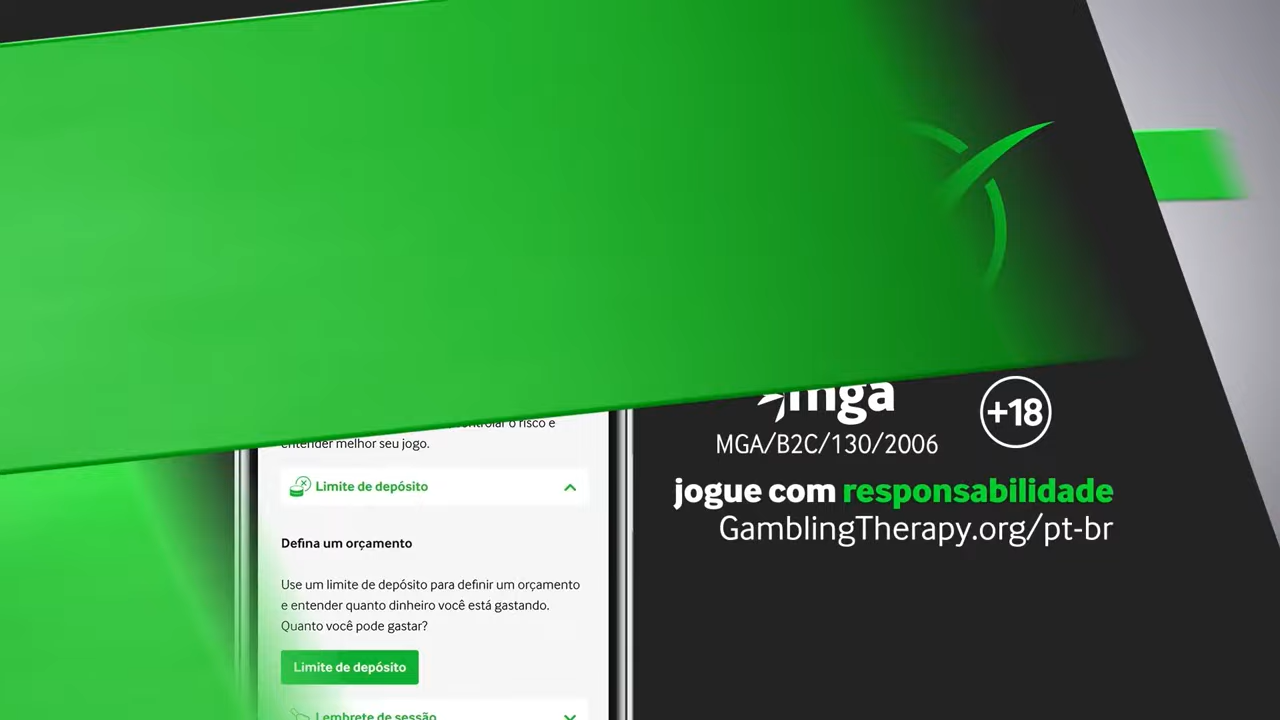 controlar o risco e
entender melhor seu jogo.
Limite de depósito
Defina um orçamento
Use um limite de depósito para definir um orçamento
e entender quanto dinheiro você está gastando.
Quanto você pode gastar?
Limite de depósito
Lembrete de sessão
mga
+18
MGA/B2C/130/2006
jogue com responsabilidade
GamblingTherapy.org/pt-br